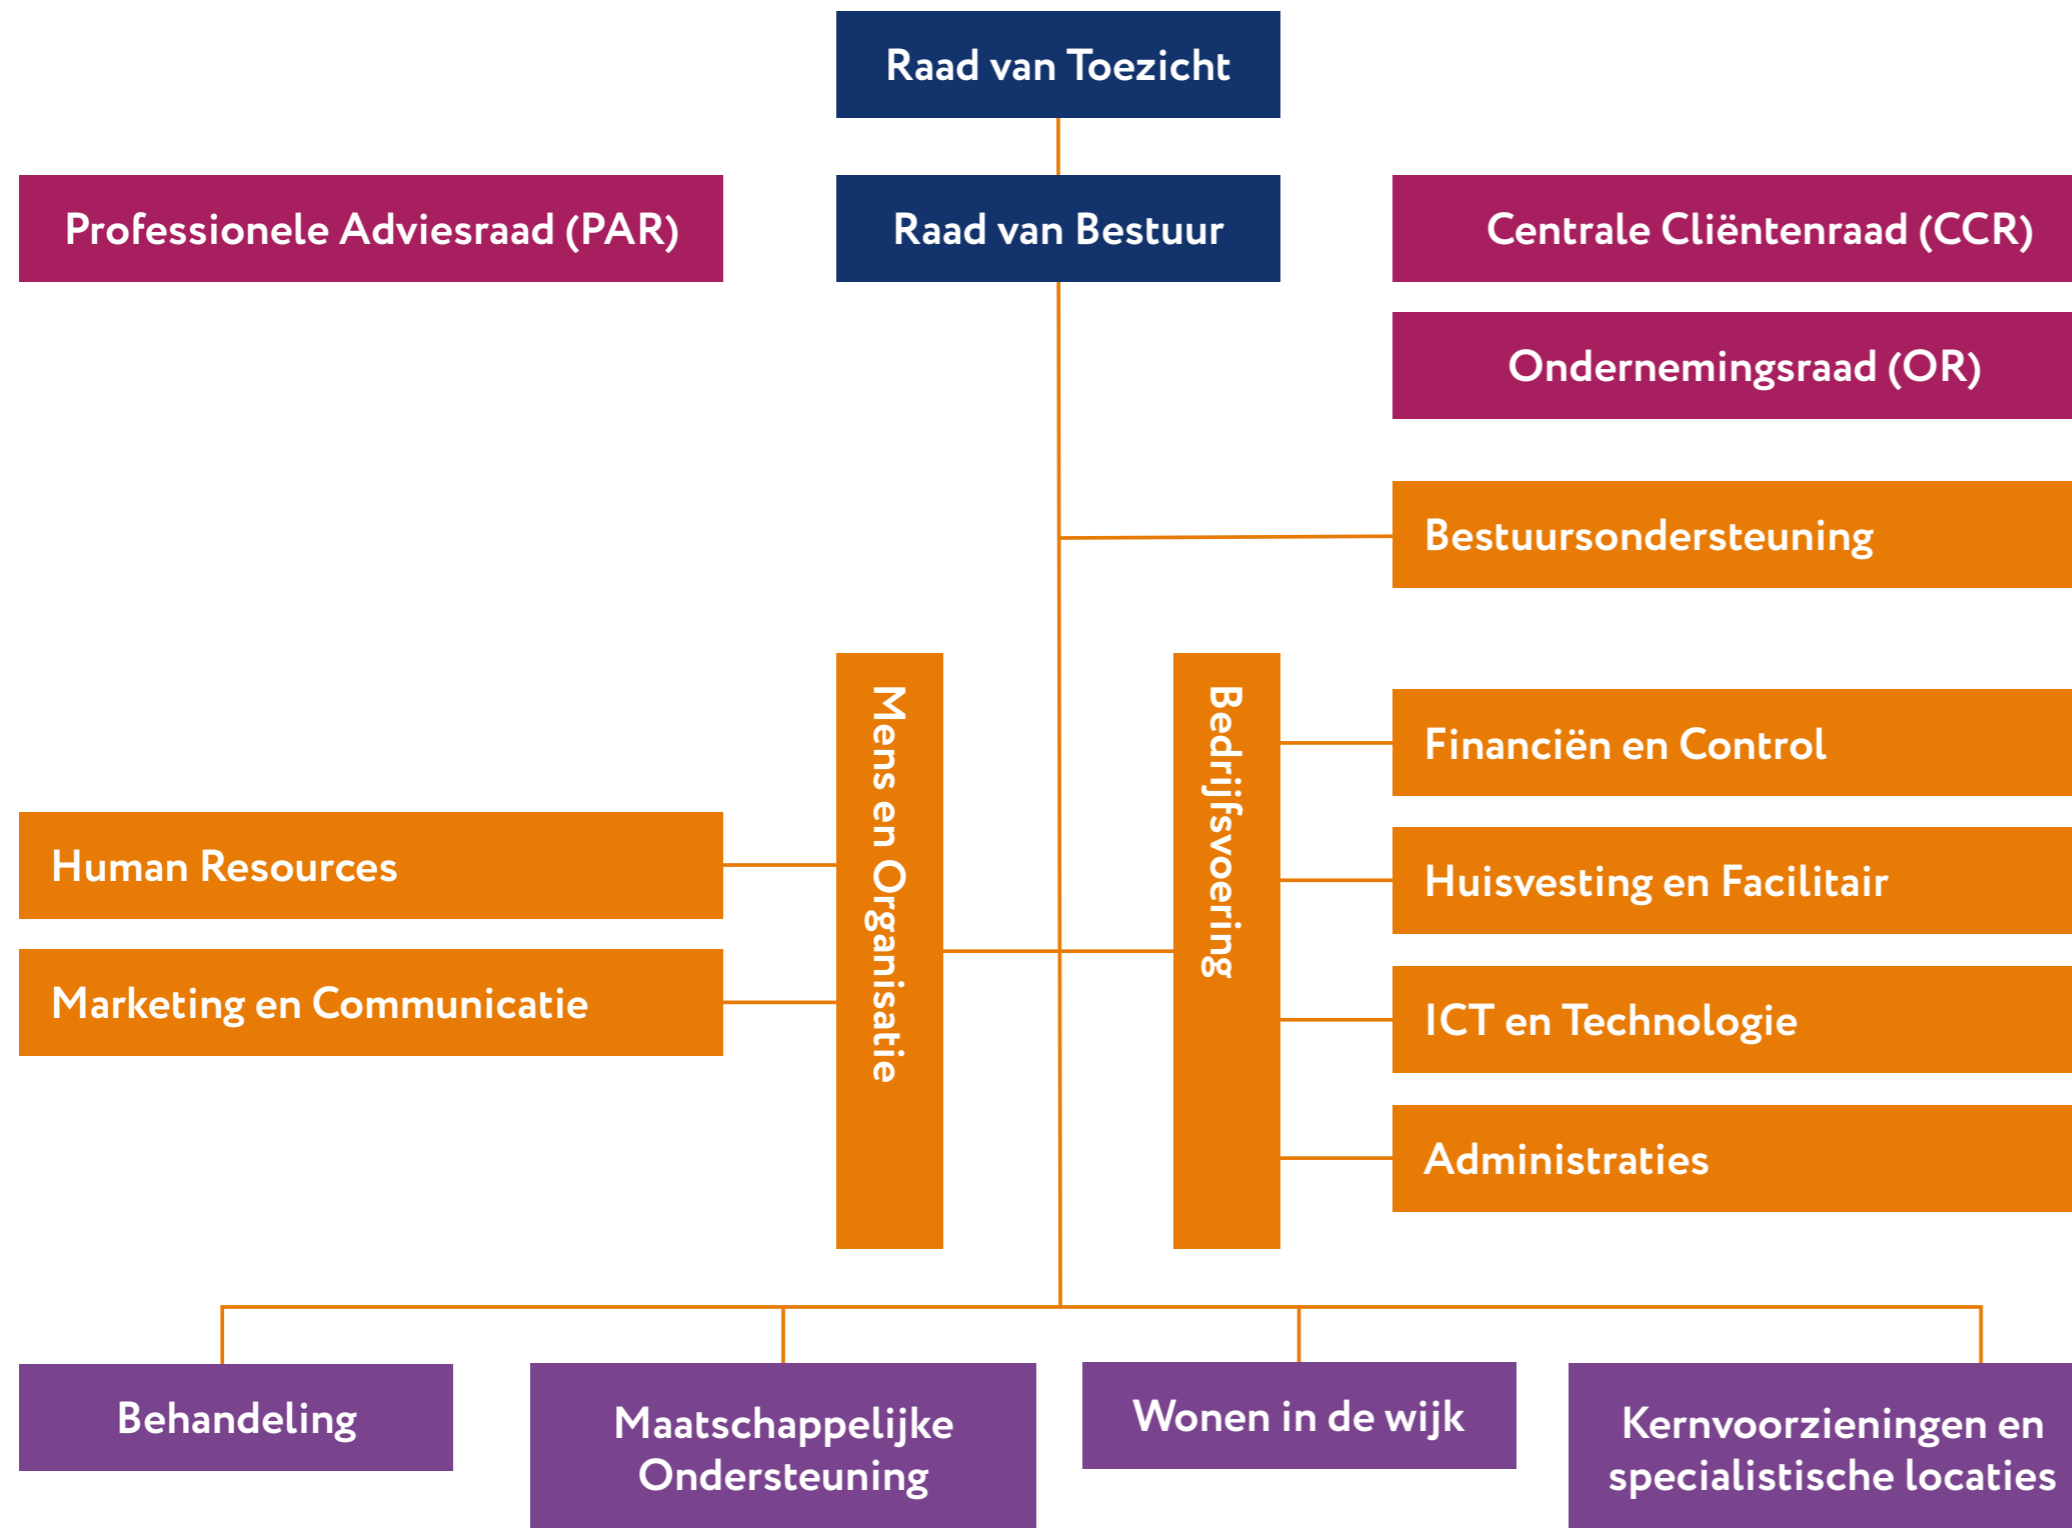 Raad van Toezicht
Professionele Adviesraad (PAR)
Raad van Bestuur
Centrale Cliëntenraad (CCR)
Ondernemingsraad (OR)
Bestuursondersteuning
Mens en Organisatie
Bedrijfsvoering
Human Resources
Marketing en Communicatie
Financiën en Control
Huisvesting en Facilitair
ICT en Technologie
Administraties
Behandeling
Maatschappelijke
Ondersteuning
Wonen in de wijk
Kernvoorzieningen en
specialistische locaties